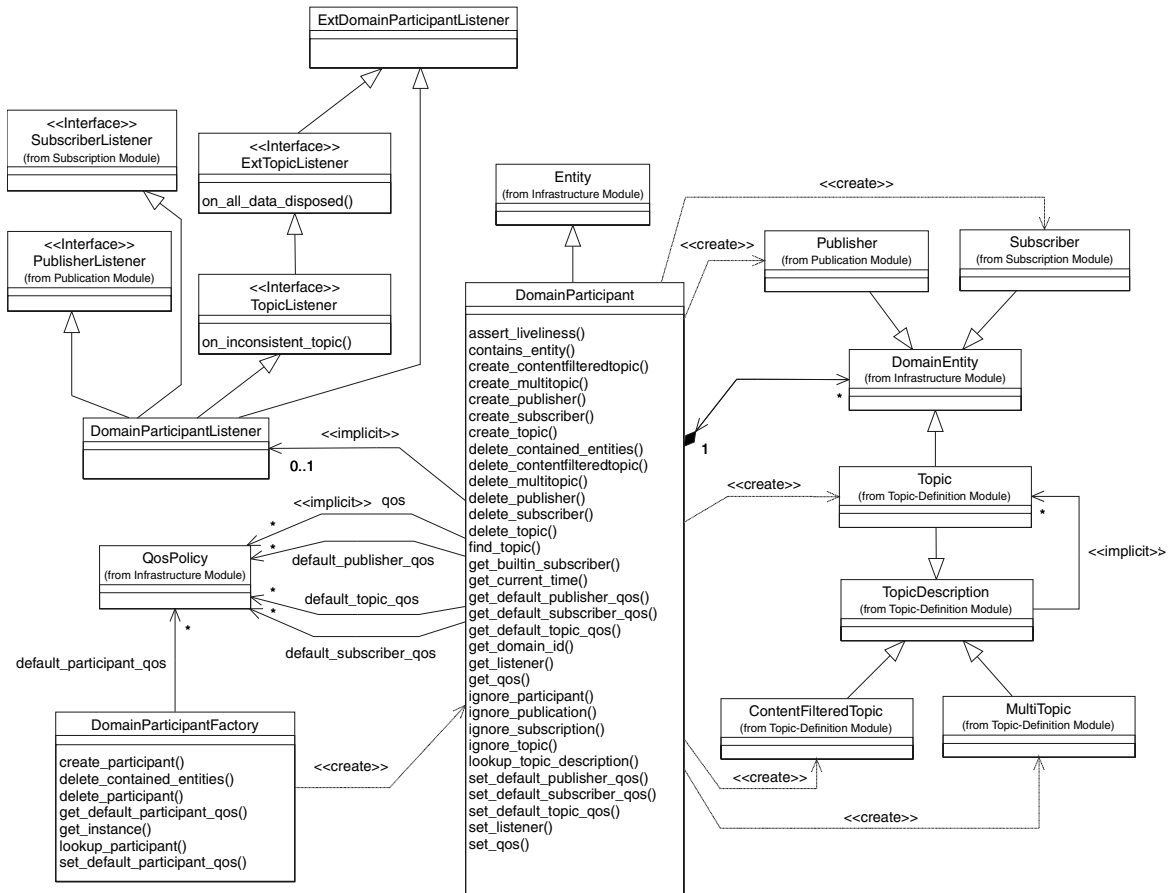 ExtDomainParticipantListener
<<Interface>>
SubscriberListener
(from Subscription Module)
<<Interface>>
ExtTopicListener
on_all_data_disposed()
<<Interface>>
PublisherListener
(from Publication Module)
<<Interface>>
TopicListener
on_inconsistent_topic()
DomainParticipantListener
<<implicit>>
0..1
<<implicit>>
qos
*
*
default_publisher_qos
QosPolicy
(from Infrastructure Module)
*
default_topic_qos
*
default_subscriber_qos
*
default_participant_qos
DomainParticipantFactory
create_participant()
delete_contained_entities()
delete_participant()
get_default_participant_qos()
get_instance()
lookup_participant()
set_default_participant_qos()
<<create>>
Entity
(from Infrastructure Module)
DomainParticipant
assert_liveliness()
contains_entity()
create_contentfilteredtopic()
create_multitopic()
create_publisher()
create_subscriber()
create_topic()
delete_contained_entities()
delete_contentfilteredtopic()
delete_multitopic()
delete_publisher()
delete_subscriber()
delete_topic()
find_topic()
get_builtin_subscriber()
get_current_time()
get_default_publisher_qos()
get_default_subscriber_qos()
get_default_topic_qos()
get_domain_id()
get_listener()
get_qos()
ignore_participant()
ignore_publication()
ignore_subscription()
ignore_topic()
lookup_topic_description()
set_default_publisher_qos()
set_default_subscriber_qos()
set_default_topic_qos()
set_listener()
set_qos()
<<create>>
<<create>>
Publisher
(from Publication Module)
Subscriber
(from Subscription Module)
DomainEntity
(from Infrastructure Module)
*
1
<<create>>
Topic
(from Topic-Definition Module)
*
<<implicit>>
TopicDescription
(from Topic-Definition Module)
ContentFilteredTopic
(from Topic-Definition Module)
MultiTopic
(from Topic-Definition Module)
<<create>>
<<create>>